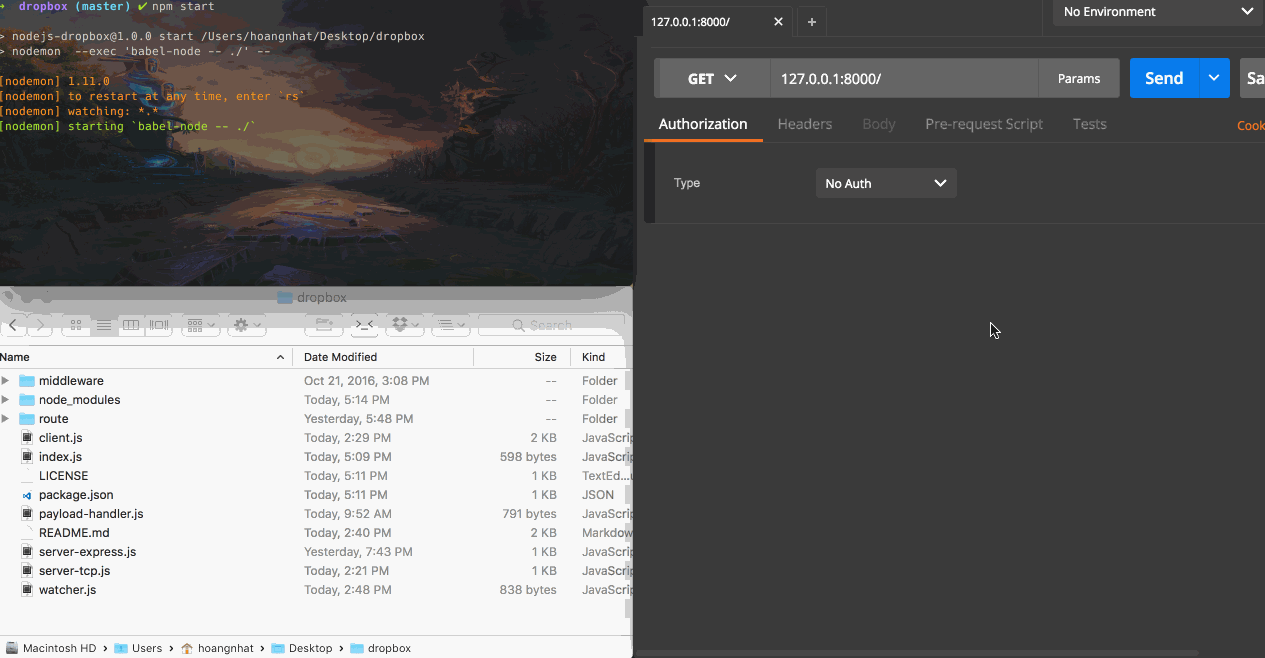 dropbox (master) ✔ npm start
> nodejs-dropbox@1.0.0 start /Users/hoangnhat/Desktop/dropbox
> nodemon --exec 'babel-node -- ./' --
[nodemon] 1.11.0
[nodemon] to restart at any time, enter `rs`
[nodemon] watching: *.*
[nodemon] starting `babel-node -- ./`
dropbox
Search
Name Date Modified Size Kind
middleware Oct 21, 2016, 3:08 PM -- Folder
node_modules Today, 5:14 PM -- Folder
route Yesterday, 5:48 PM -- Folder
client.js Today, 2:29 PM 2 KB JavaScrip
index.js Today, 5:09 PM 598 bytes JavaScrip
LICENSE Today, 5:11 PM 1 KB TextEd...u
package.json Today, 5:11 PM 1 KB JSON
payload-handler.js Today, 9:52 AM 791 bytes JavaScrip
README.md Today, 2:40 PM 2 KB Markdow
server-express.js Yesterday, 7:43 PM 1 KB JavaScrip
server-tcp.js Today, 2:21 PM 1 KB JavaScrip
watcher.js Today, 2:48 PM 838 bytes JavaScrip
Macintosh HD › Users › hoangnhat › Desktop › dropbox
127.0.0.1:8000/ No Environment
GET 127.0.0.1:8000/ Params Send Sa
Authorization Headers Body Pre-request Script Tests Cook
Type No Auth